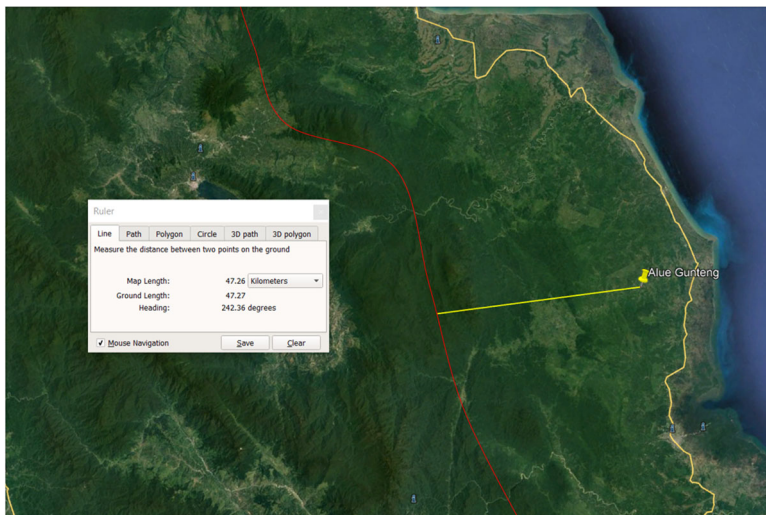 Ruler
Line Path Polygon Circle 3D path 3D polygon
Measure the distance between two points on the ground
Map Length: 47.26 Kilometers
Ground Length: 47.27
Heading: 242.36 degrees
Mouse Navigation Save Clear
Alue Gunteng